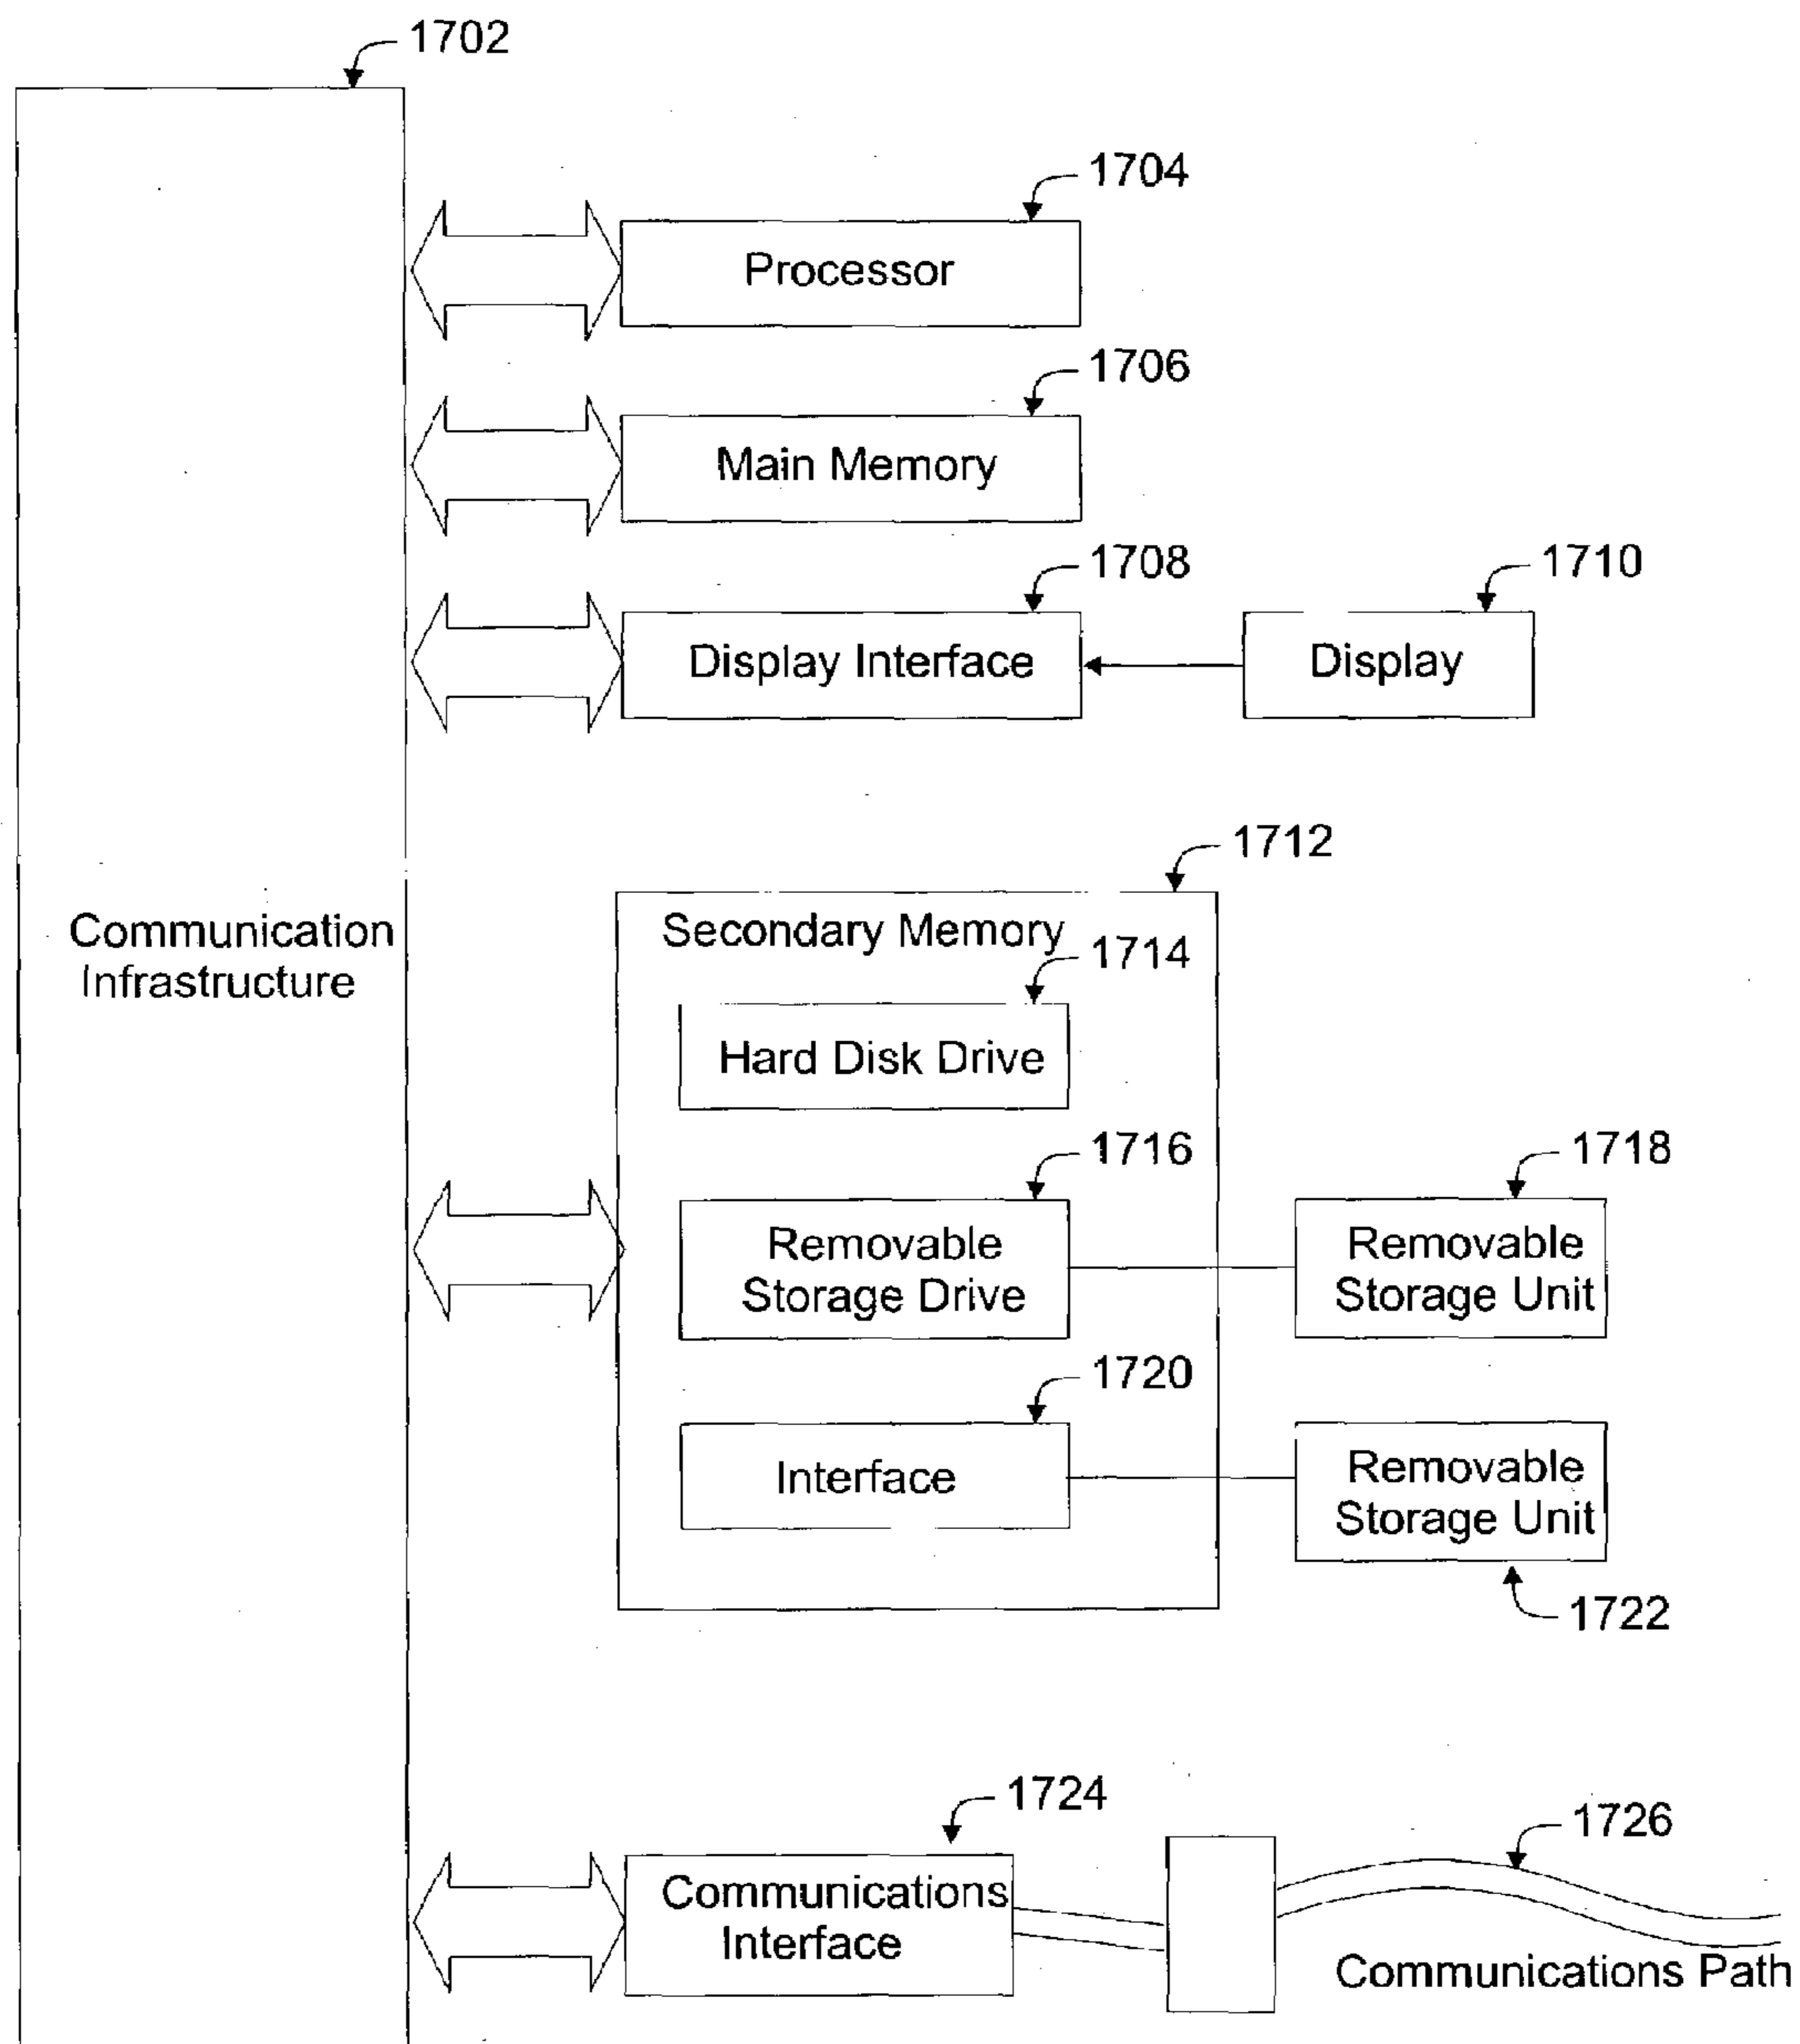 1702
1704
Processor
1706
Main Memory
1708
1710
Display Interface
Display
1712
Communication
Infrastructure
Secondary Memory
1714
Hard Disk Drive
1716
1718
Removable
Storage Drive
Removable
Storage Unit
1720
Interface
Removable
Storage Unit
1722
1724
1726
Communications
Interface
Communications Path